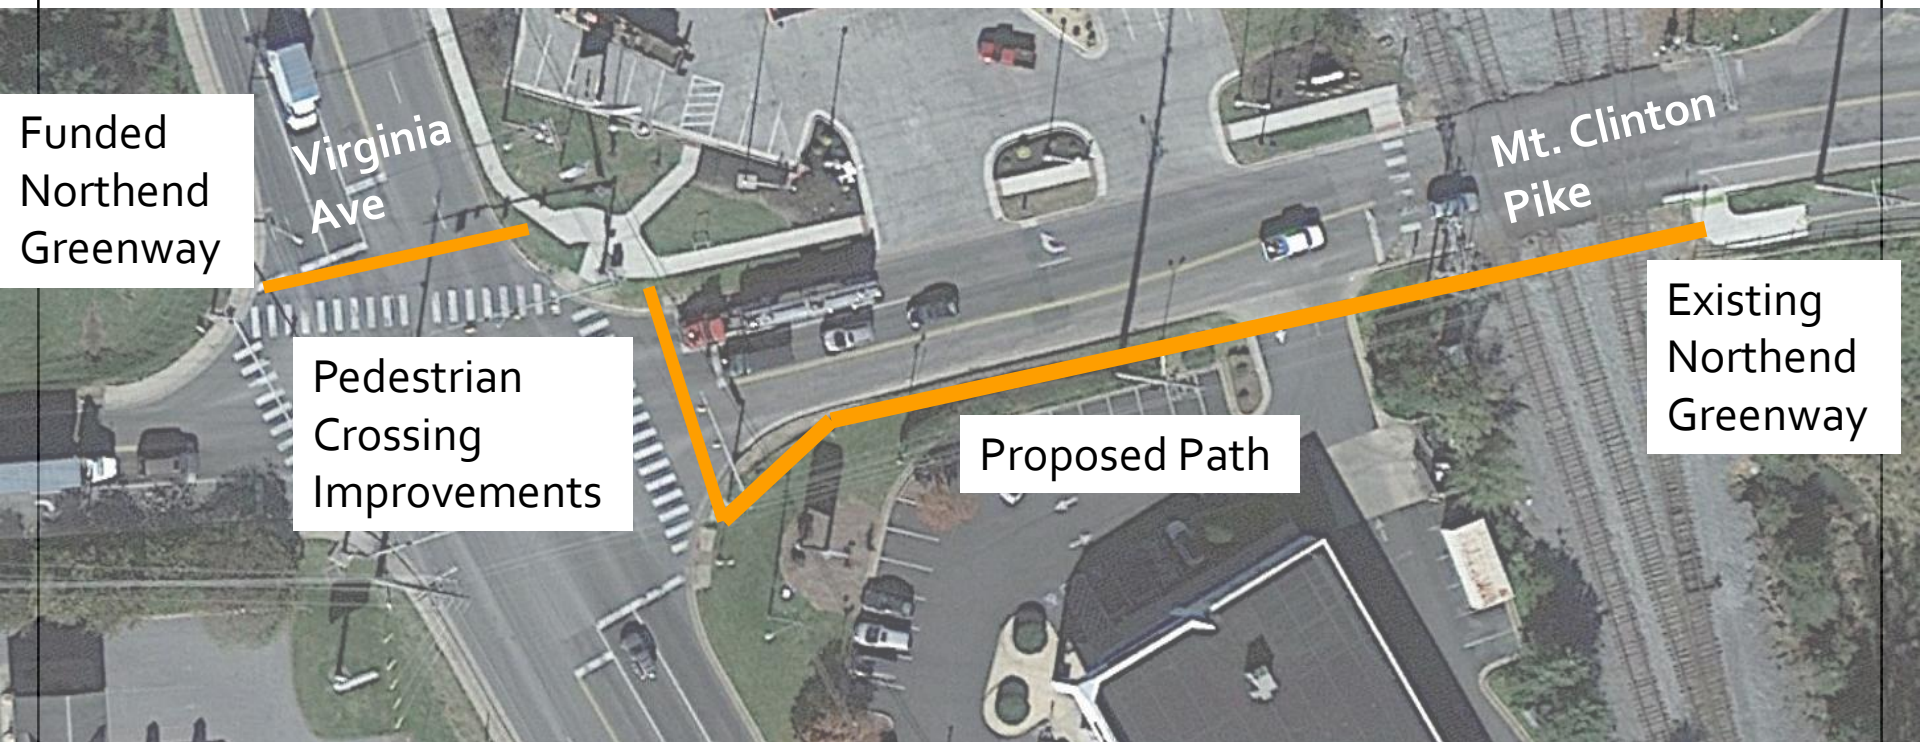 Funded
Northend
Greenway
Virginia
Ave
Mt. Clinton
Pike
Pedestrian
Crossing
Improvements
Proposed Path
Existing
Northend
Greenway